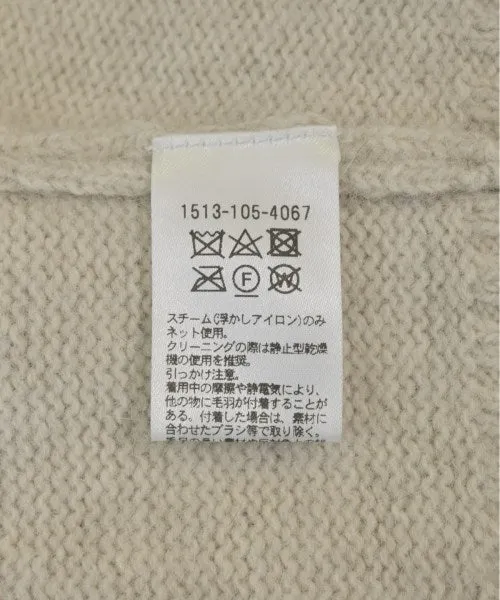 1513-105-4067
F W
スチーム(浮かしアイロン)のみ
ネット使用。
クリーニングの際は静止型乾燥
機の使用を推奨。
引っかけ注意。
着用中の摩擦や静電気により、
他の物に毛羽が付着することが
ある。付着した場合は、素材に
合わせたブラシ等で取り除く。